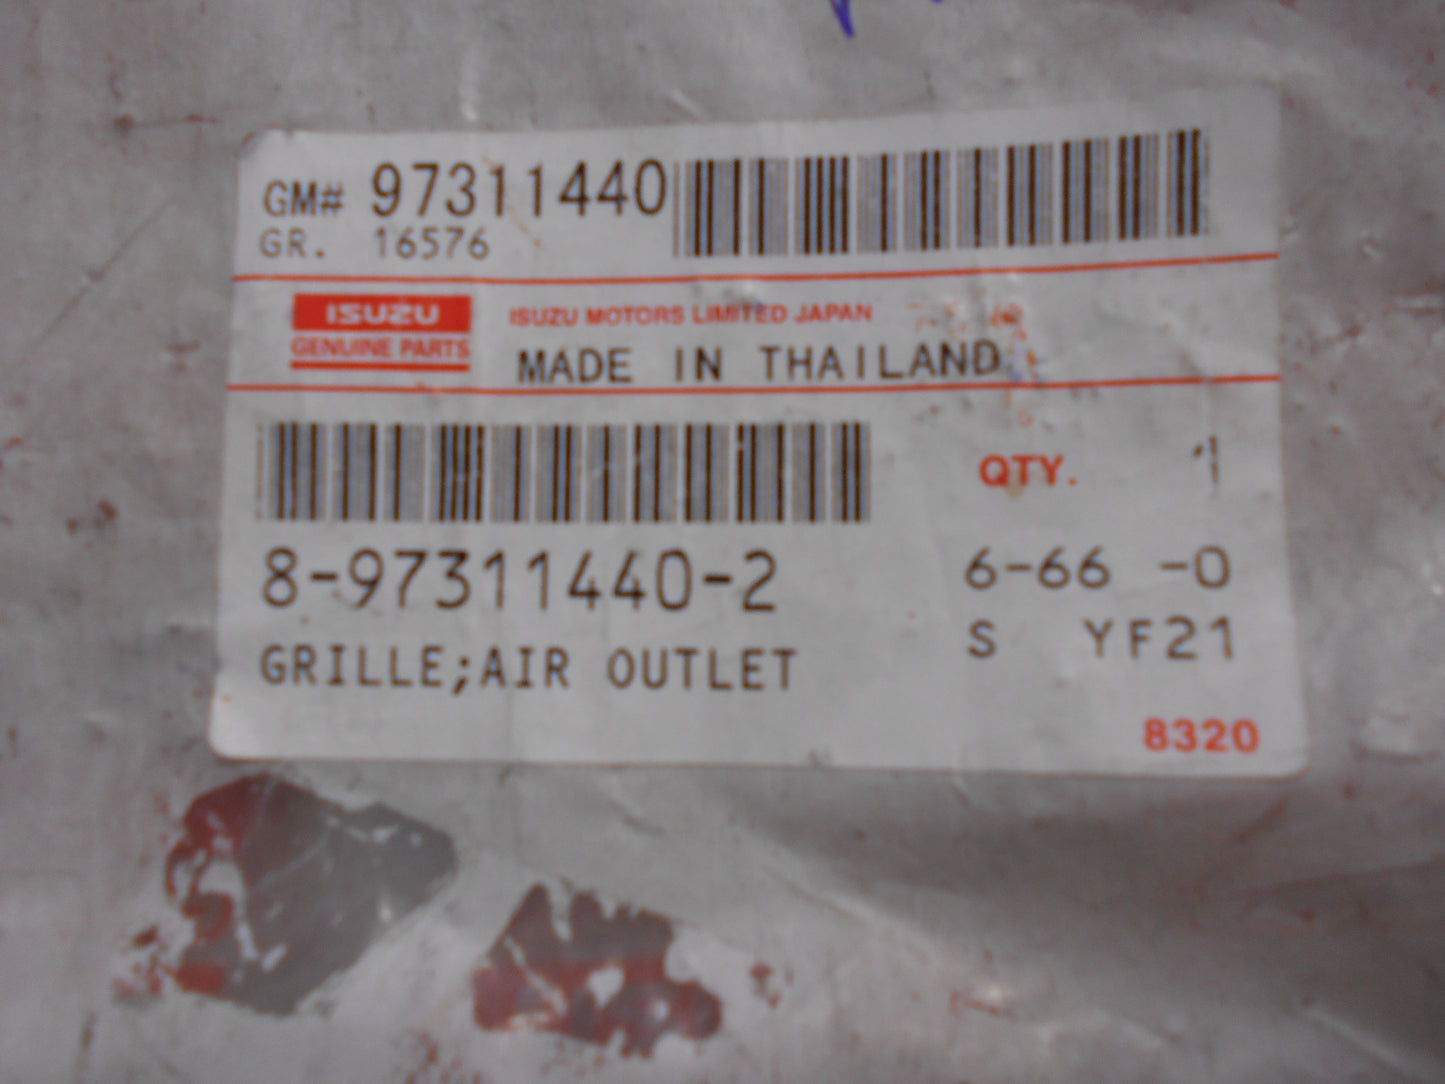 GM# 97311440
GR. 16576
ISUZU
GENUINE PARTS
ISUZU MOTORS LIMITED JAPAN
MADE IN THAILAND
QTY. 1
8-97311440-2
6-66 -0
GRILLE;AIR OUTLET
S YF21
8320